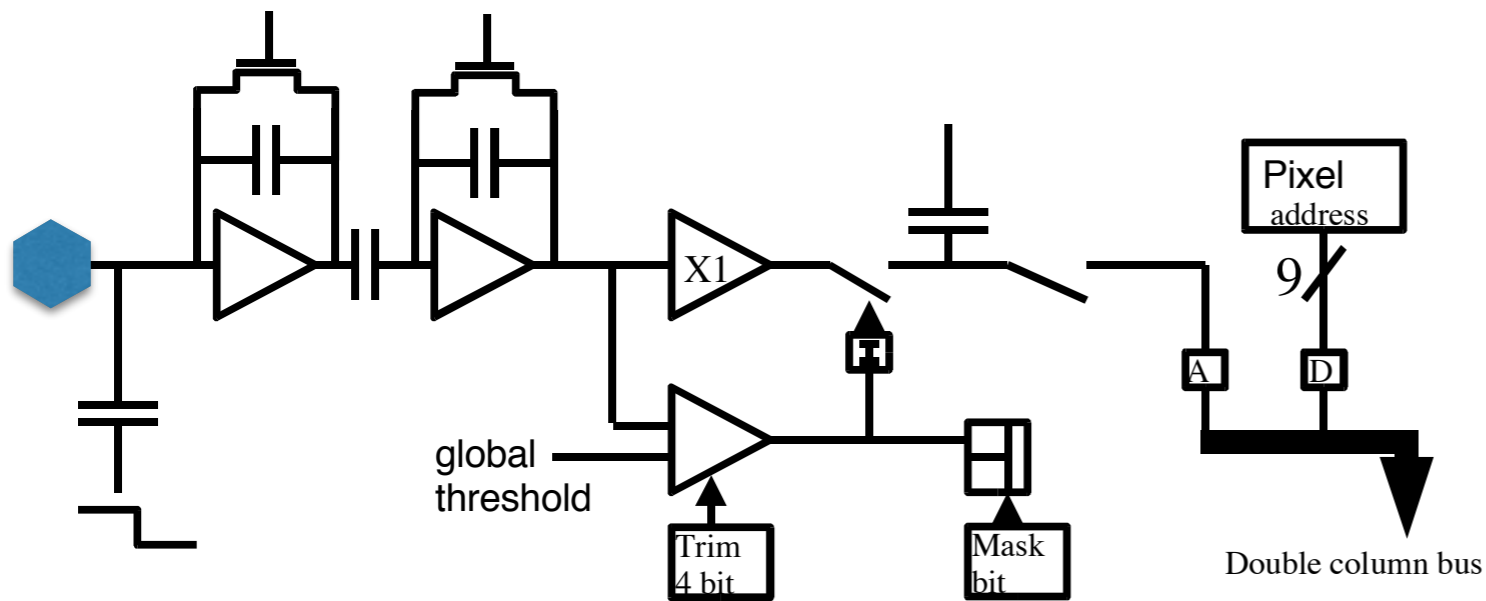 Pixel
address
X1
9
A
D
global
threshold
Trim
4 bit
Mask
bit
Double column bus